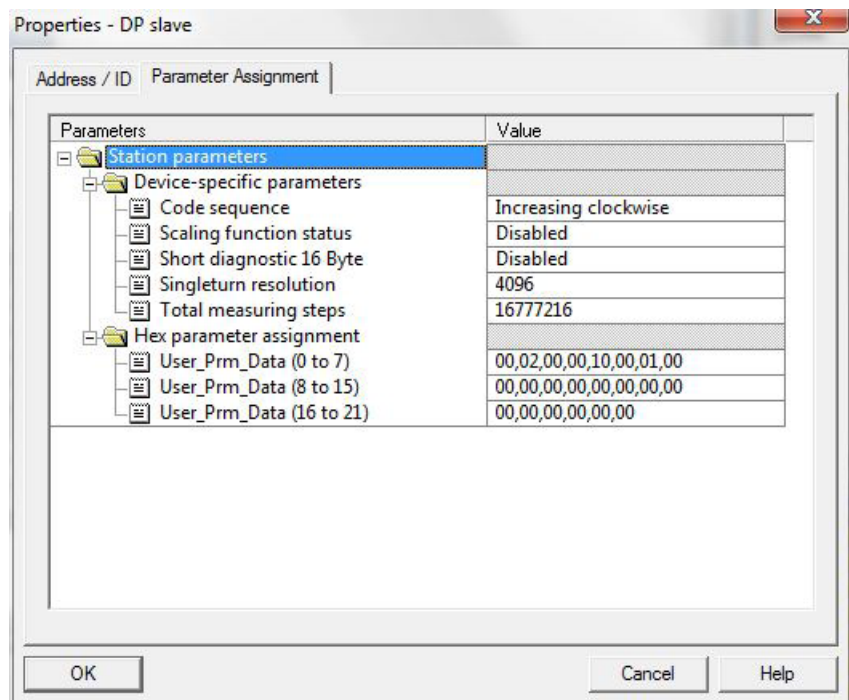 Properties - DP slave
Address / ID Parameter Assignment
Parameters Value
Station parameters
Device-specific parameters
Code sequence Increasing clockwise
Scaling function status Disabled
Short diagnostic 16 Byte Disabled
Singleturn resolution 4096
Total measuring steps 16777216
Hex parameter assignment
User_Prm_Data (0 to 7) 00,02,00,00,10,00,01,00
User_Prm_Data (8 to 15) 00,00,00,00,00,00,00,00
User_Prm_Data (16 to 21) 00,00,00,00,00,00
OK Cancel Help